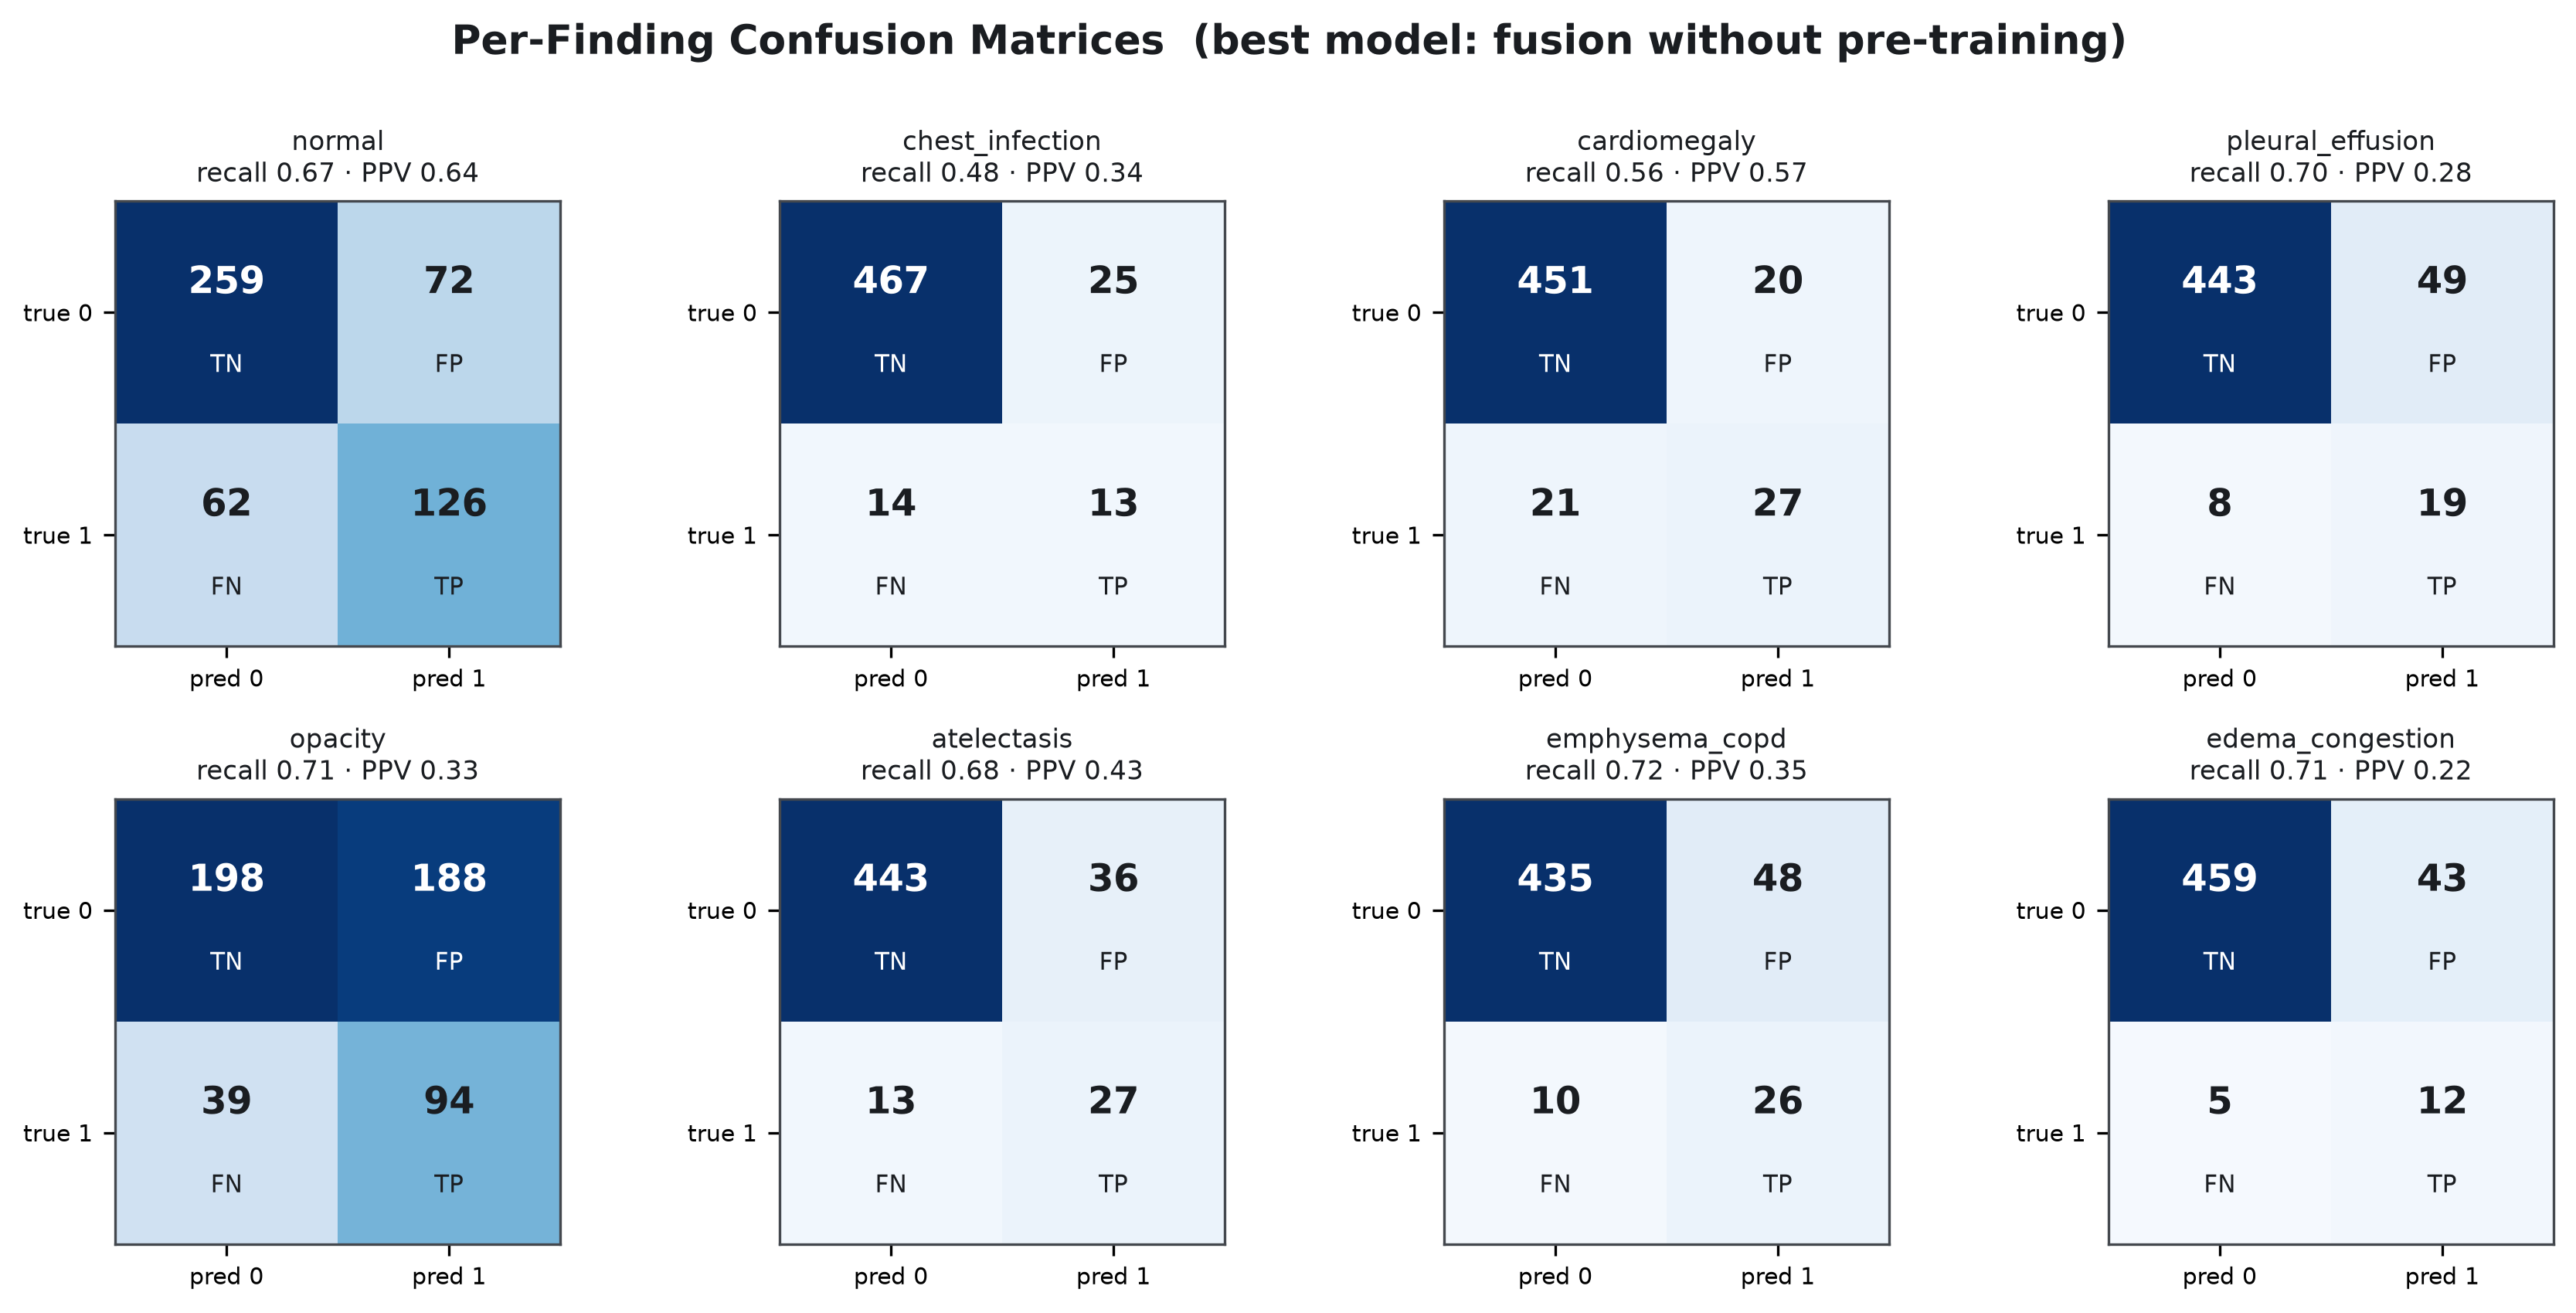 Per-Finding Confusion Matrices (best model: fusion without pre-training)
normal
recall 0.67 · PPV 0.64
259
72
true 0
TN
FP
62
126
true 1
FN
TP
pred 0
pred 1
chest_infection
recall 0.48 · PPV 0.34
467
25
true 0
TN
FP
14
13
true 1
FN
TP
pred 0
pred 1
cardiomegaly
recall 0.56 · PPV 0.57
451
20
true 0
TN
FP
21
27
true 1
FN
TP
pred 0
pred 1
pleural_effusion
recall 0.70 · PPV 0.28
443
49
true 0
TN
FP
8
19
true 1
FN
TP
pred 0
pred 1
opacity
recall 0.71 · PPV 0.33
198
188
true 0
TN
FP
39
94
true 1
FN
TP
pred 0
pred 1
atelectasis
recall 0.68 · PPV 0.43
443
36
true 0
TN
FP
13
27
true 1
FN
TP
pred 0
pred 1
emphysema_copd
recall 0.72 · PPV 0.35
435
48
true 0
TN
FP
10
26
true 1
FN
TP
pred 0
pred 1
edema_congestion
recall 0.71 · PPV 0.22
459
43
true 0
TN
FP
5
12
true 1
FN
TP
pred 0
pred 1